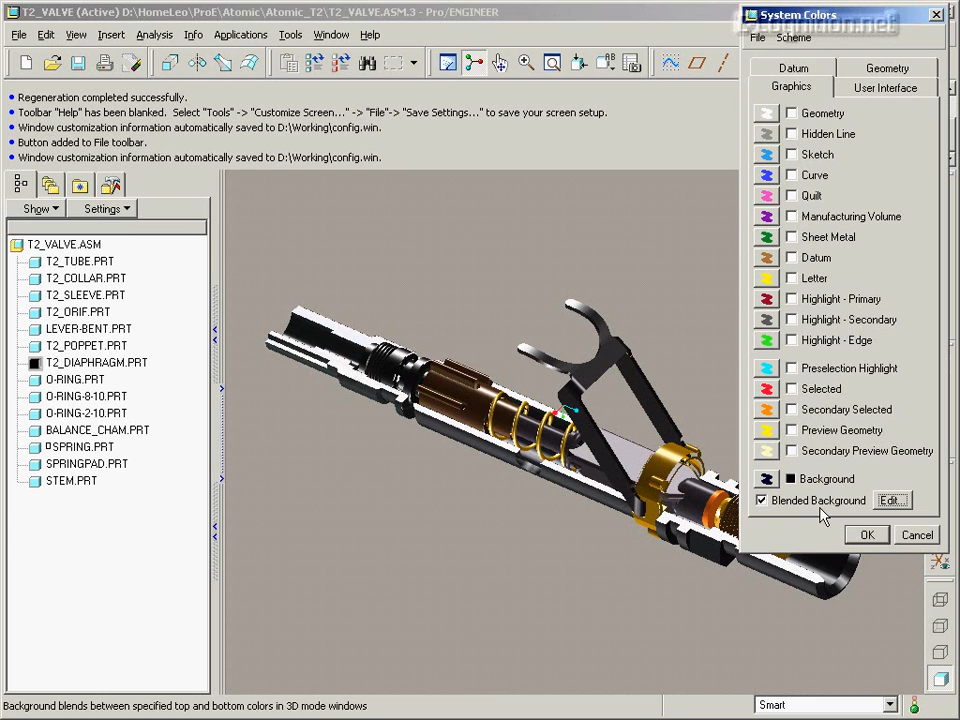 T2_VALVE (Active) D:\HomeLeo\ProE\Atomic\Atomic_T2\T2_VALVE.ASM.3 - Pro/ENGINEER
File Edit View Insert Analysis Info Applications Tools Window Help
Regeneration completed successfully.
Toolbar "Help" has been blanked. Select "Tools" -> "Customize Screen..." -> "File"-> "Save Settings..." to save your screen setup.
Window customization information automatically saved to D:\Working\config.win.
Button added to File toolbar.
Window customization information automatically saved to D:\Working\config.win.
Show
Settings
T2_VALVE.ASM
T2_TUBE.PRT
T2_COLLAR.PRT
T2_SLEEVE.PRT
T2_ORIF.PRT
LEVER-BENT.PRT
T2_POPPET.PRT
T2_DIAPHRAGM.PRT
O-RING.PRT
O-RING-8-10.PRT
O-RING-2-10.PRT
BALANCE_CHAM.PRT
SPRING.PRT
SPRINGPAD.PRT
STEM.PRT
System Colors
File Scheme
Datum Geometry
Graphics User Interface
Geometry
Hidden Line
Sketch
Curve
Quilt
Manufacturing Volume
Sheet Metal
Datum
Letter
Highlight - Primary
Highlight - Secondary
Highlight - Edge
Preselection Highlight
Selected
Secondary Selected
Preview Geometry
Secondary Preview Geometry
Background
Blended Background Edit...
OK Cancel
Background blends between specified top and bottom colors in 3D mode windows
Smart